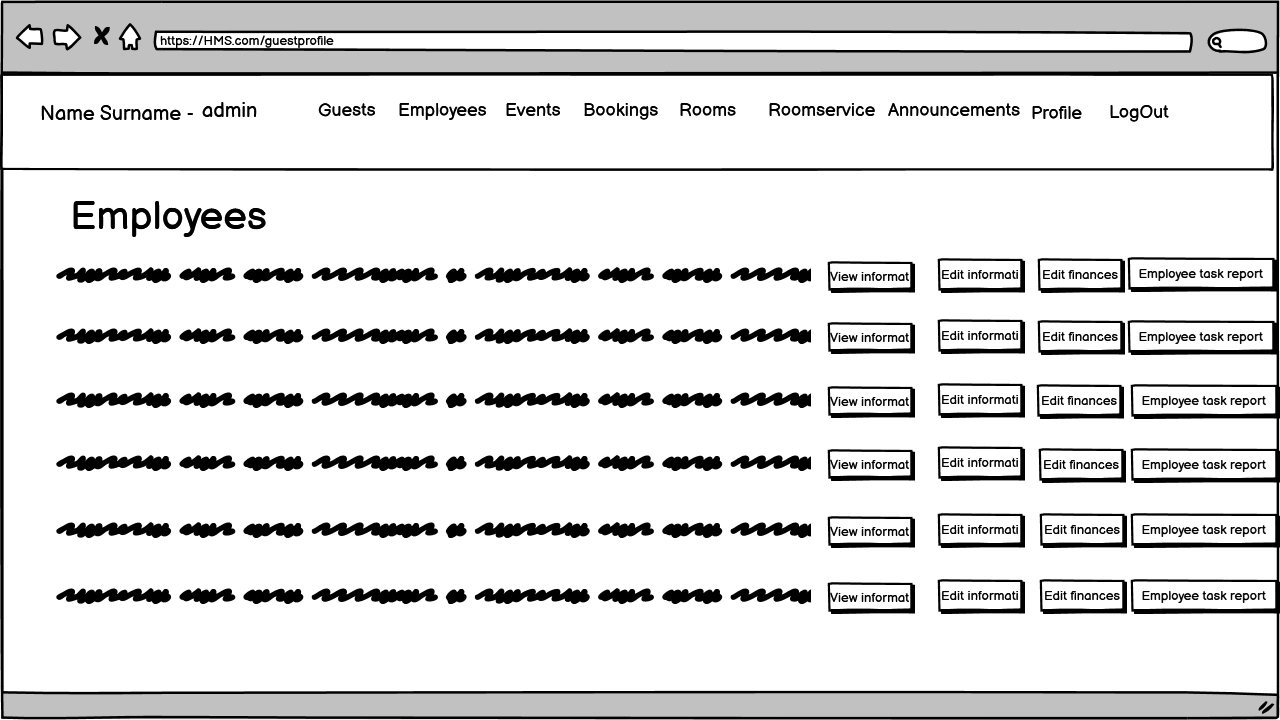 https://HMS.com/guestprofile
Name Surname - admin Guests Employees Events Bookings Rooms Roomservice Announcements Profile LogOut
Employees
View informat Edit informati Edit finances Employee task report
View informat Edit informati Edit finances Employee task report
View informat Edit informati Edit finances Employee task report
View informat Edit informati Edit finances Employee task report
View informat Edit informati Edit finances Employee task report
View informat Edit informati Edit finances Employee task report